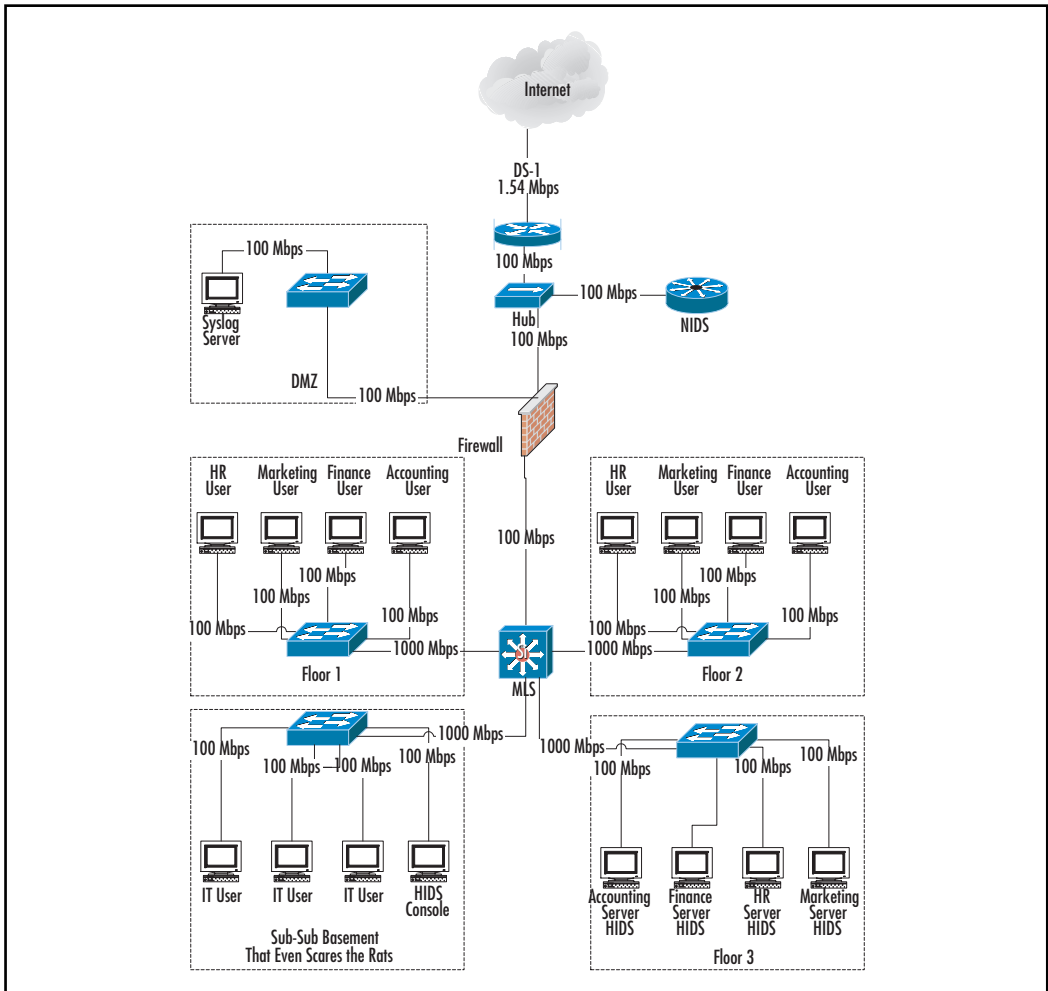 Internet
DS-1
1.54 Mbps
100 Mbps
100 Mbps
100 Mbps
Syslog
Server
Hub
NIDS
100 Mbps
DMZ
100 Mbps
Firewall
HR
User
Marketing
User
Finance
User
Accounting
User
HR
User
Marketing
User
Finance
User
Accounting
User
100 Mbps
100 Mbps
100 Mbps
100 Mbps
100 Mbps
100 Mbps
100 Mbps
100 Mbps
100 Mbps
1000 Mbps
Si
1000 Mbps
Floor 1
MLS
Floor 2
1000 Mbps
100 Mbps
100 Mbps
100 Mbps
100 Mbps
1000 Mbps
100 Mbps
100 Mbps
100 Mbps
IT User
IT User
IT User
HIDS
Console
Accounting
Server
HIDS
Finance
Server
HIDS
HR
Server
HIDS
Marketing
Server
HIDS
Sub-Sub Basement
That Even Scares the Rats
Floor 3